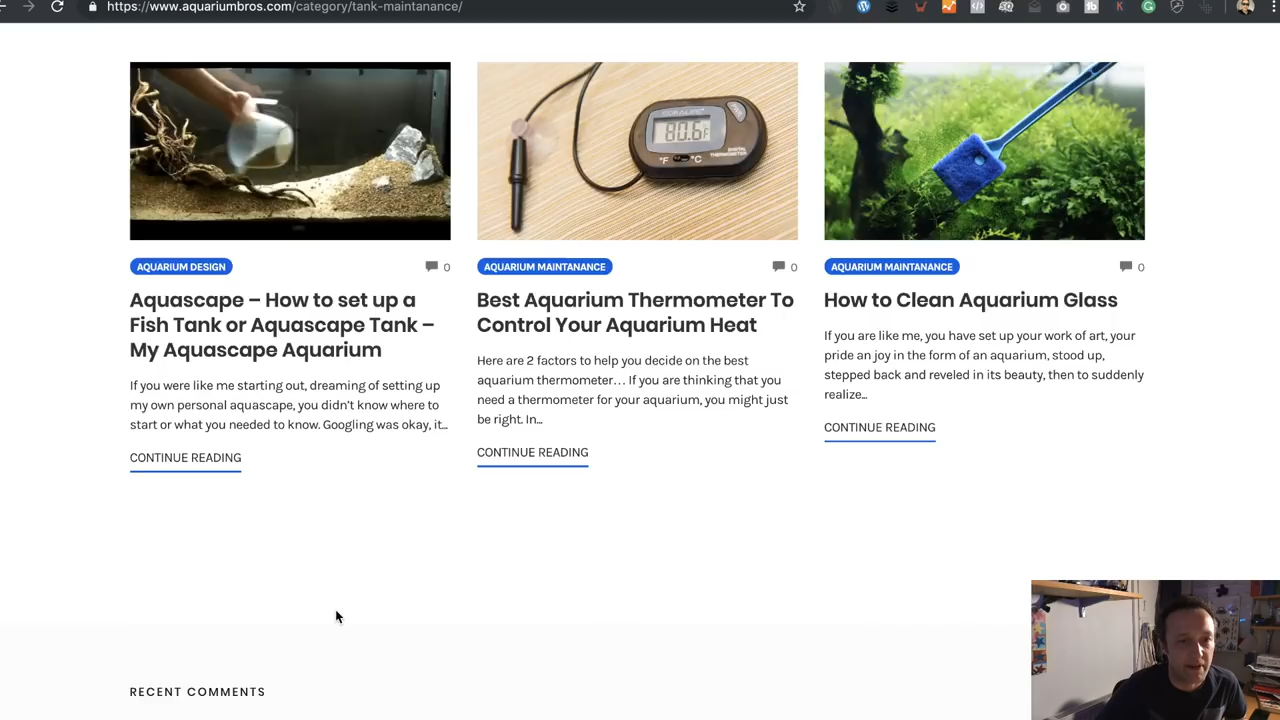 https://www.aquariumbros.com/category/tank-maintanance/
80.6F
°F °C
DIGITAL
THERMOMETER
AQUARIUM DESIGN
0
AQUARIUM MAINTANANCE
0
AQUARIUM MAINTANANCE
0
Aquascape – How to set up a
Fish Tank or Aquascape Tank –
My Aquascape Aquarium
Best Aquarium Thermometer To
Control Your Aquarium Heat
How to Clean Aquarium Glass
If you were like me starting out, dreaming of setting up
my own personal aquascape, you didn't know where to
start or what you needed to know. Googling was okay, it...
CONTINUE READING
Here are 2 factors to help you decide on the best
aquarium thermometer… If you are thinking that you
need a thermometer for your aquarium, you might just
be right. In...
CONTINUE READING
If you are like me, you have set up your work of art, your
pride an joy in the form of an aquarium, stood up,
stepped back and reveled in its beauty, then to suddenly
realize...
CONTINUE READING
RECENT COMMENTS